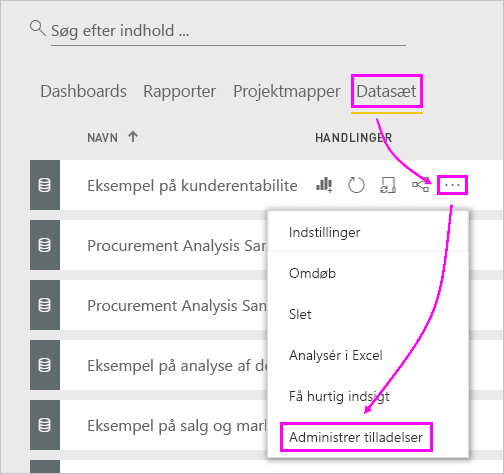 Søg efter indhold ...
Dashboards Rapporter Projektmapper Datasæt
NAVN HANDLINGER
Eksempel på kunderentabilite
Indstillinger
Procurement Analysis San
Omdøb
Procurement Analysis San
Slet
Eksempel på analyse af de
Analysér i Excel
Få hurtig indsigt
Eksempel på salg og mark
Administrer tilladelser